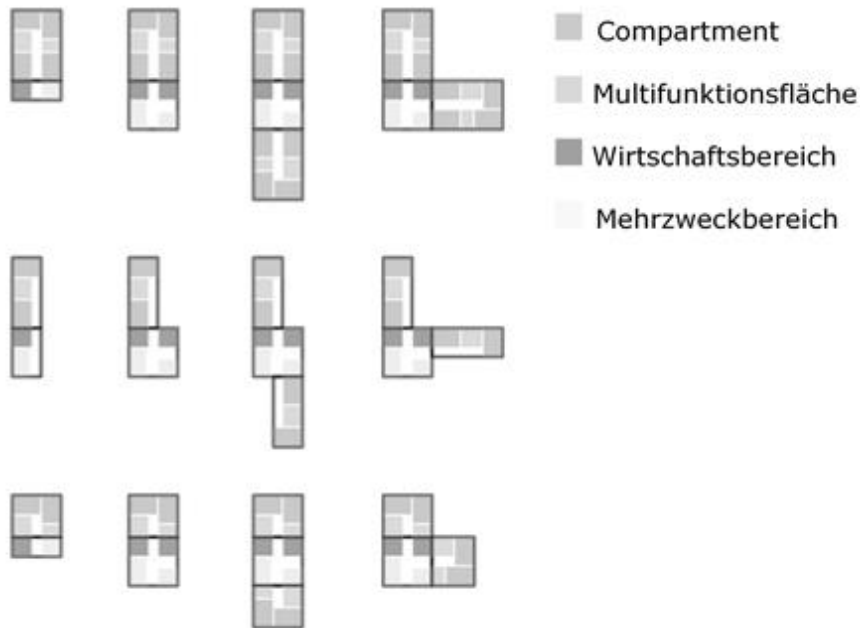 Compartment
Multifunktionsfläche
Wirtschaftsbereich
Mehrzweckbereich